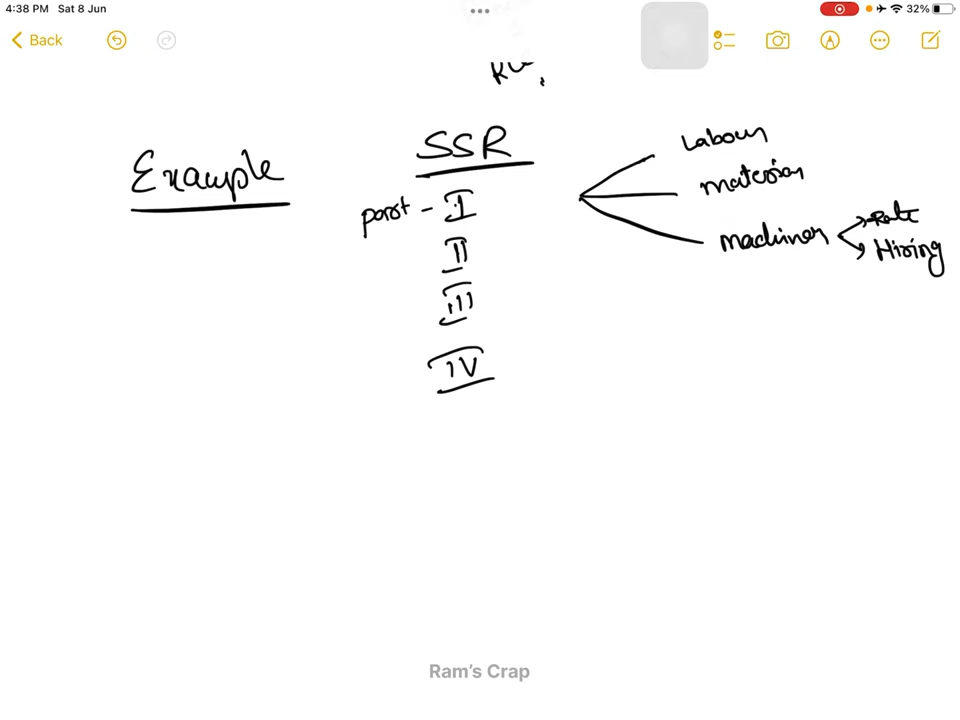 4:38 PM Sat 8 Jun
32%
Back
SSR
Example
part - I
II
III
IV
Labour
material
machinery
Rate
Hiring
Ram's Crap